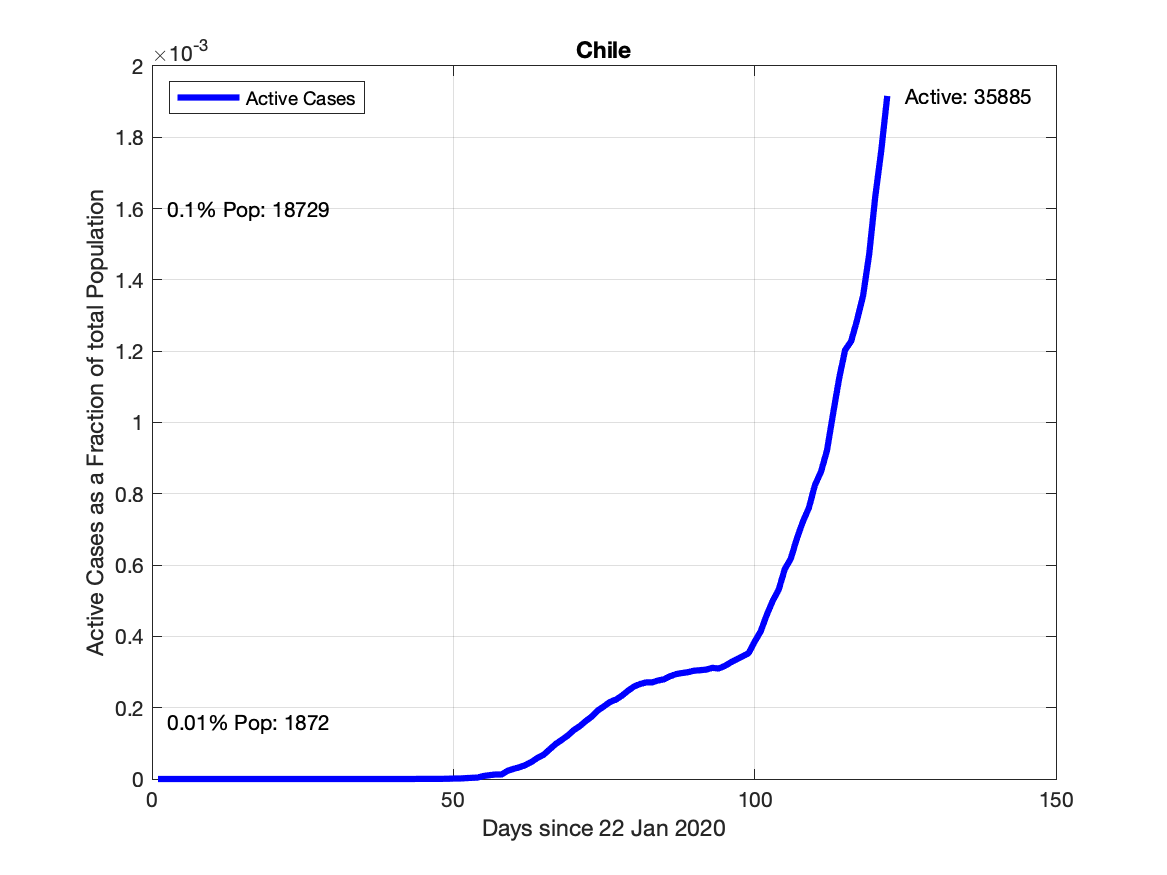 Chile
×10-3
2
1.8
1.6
1.4
1.2
1
0.8
0.6
0.4
0.2
0
Active Cases
Active: 35885
0.1% Pop: 18729
0.01% Pop: 1872
Active Cases as a Fraction of total Population
0 50 100 150
Days since 22 Jan 2020